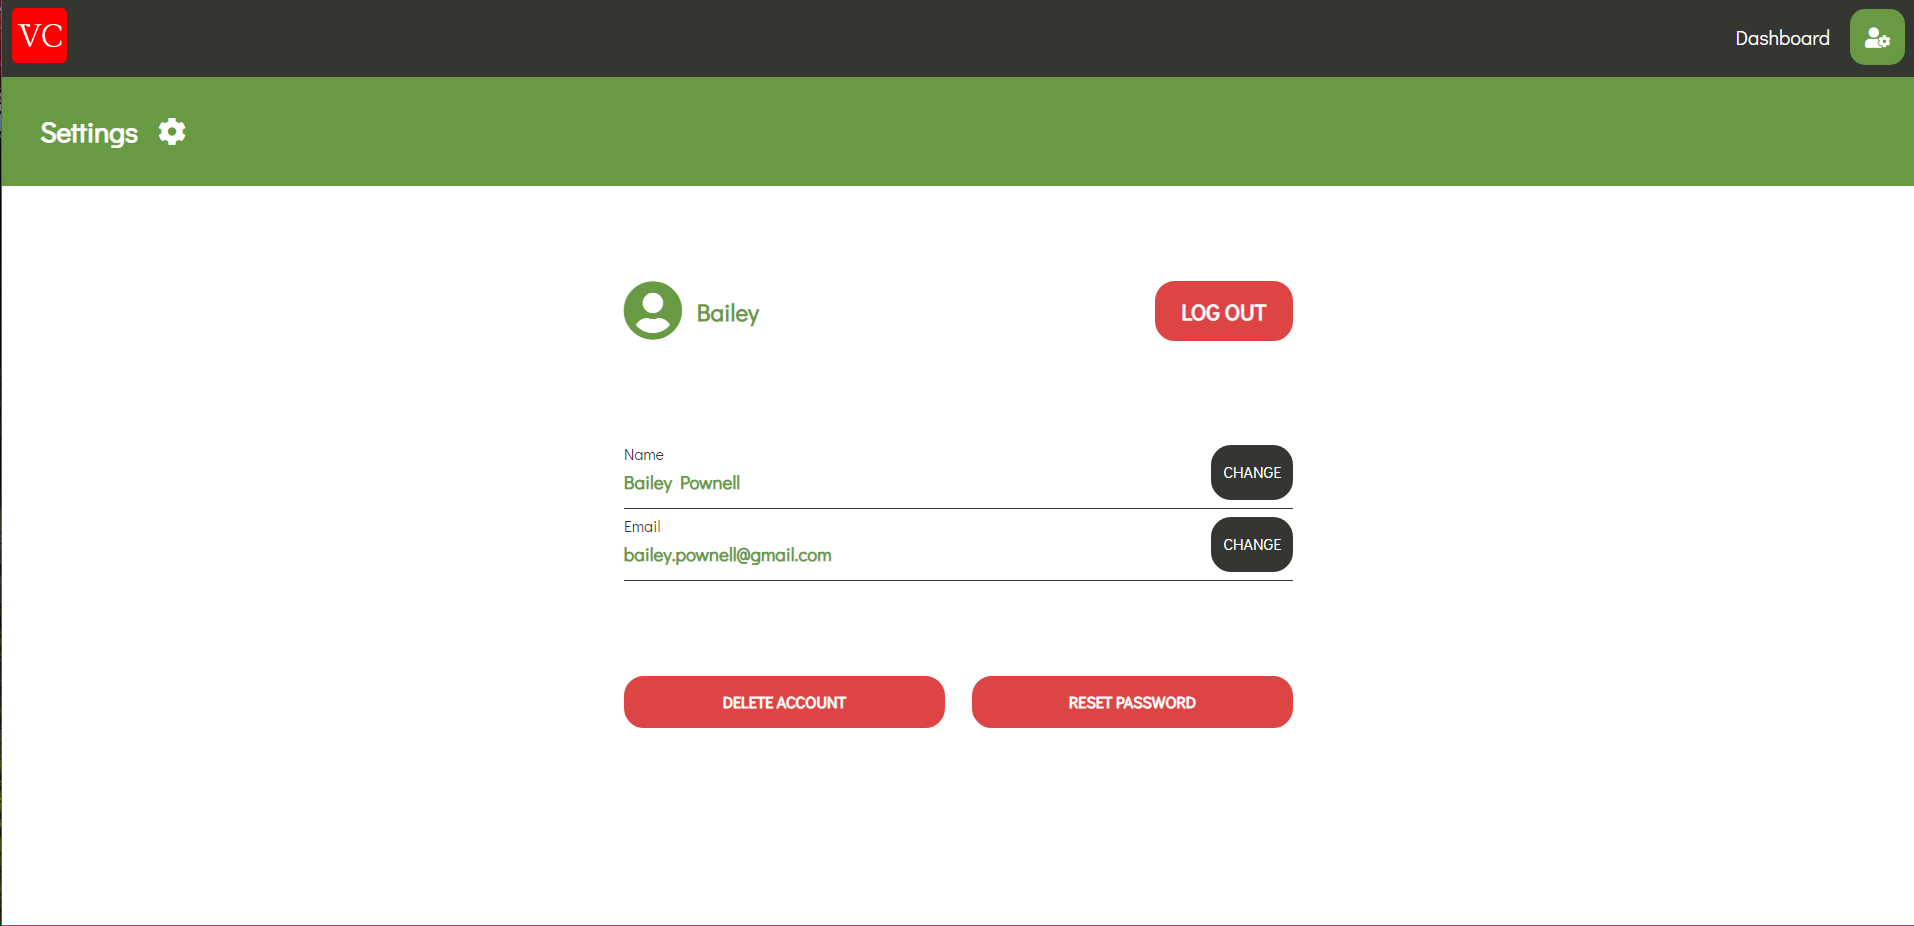 VC
Dashboard
Settings
Bailey
LOG OUT
Name
Bailey Pownell
CHANGE
Email
bailey.pownell@gmail.com
CHANGE
DELETE ACCOUNT
RESET PASSWORD